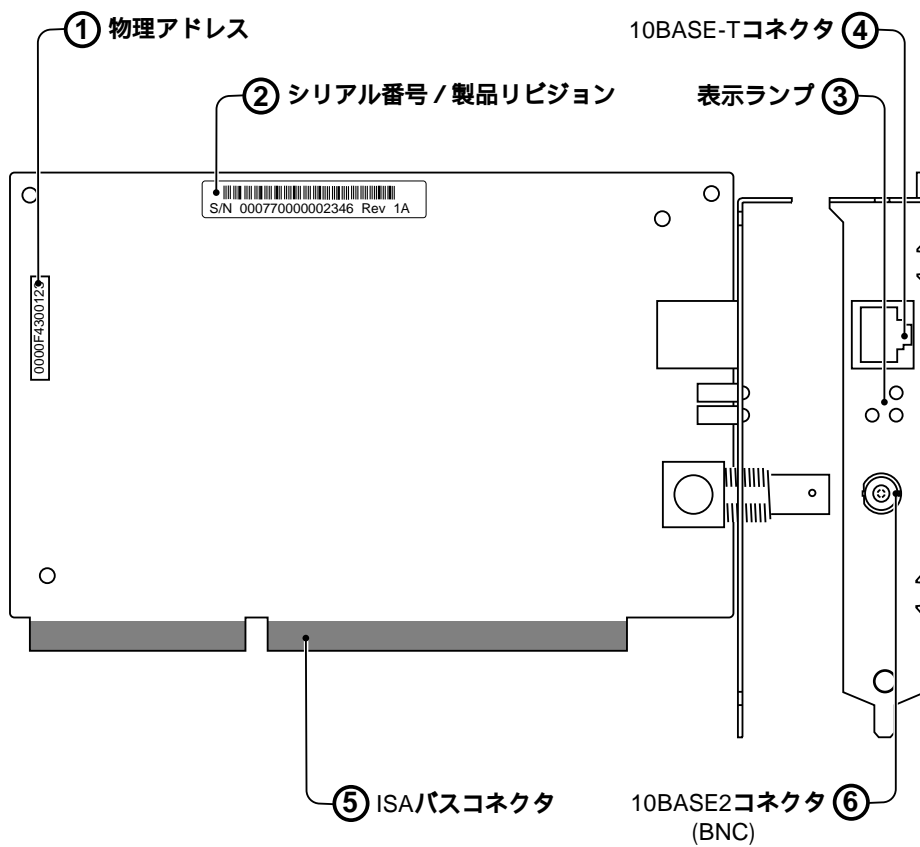 ① 物理アドレス
10BASE-Tコネクタ ④
② シリアル番号 / 製品リビジョン
表示ランプ ③
S/N 000770000002346 Rev 1A
0000F4300123
⑤ ISAバスコネクタ
10BASE2コネクタ ⑥
(BNC)